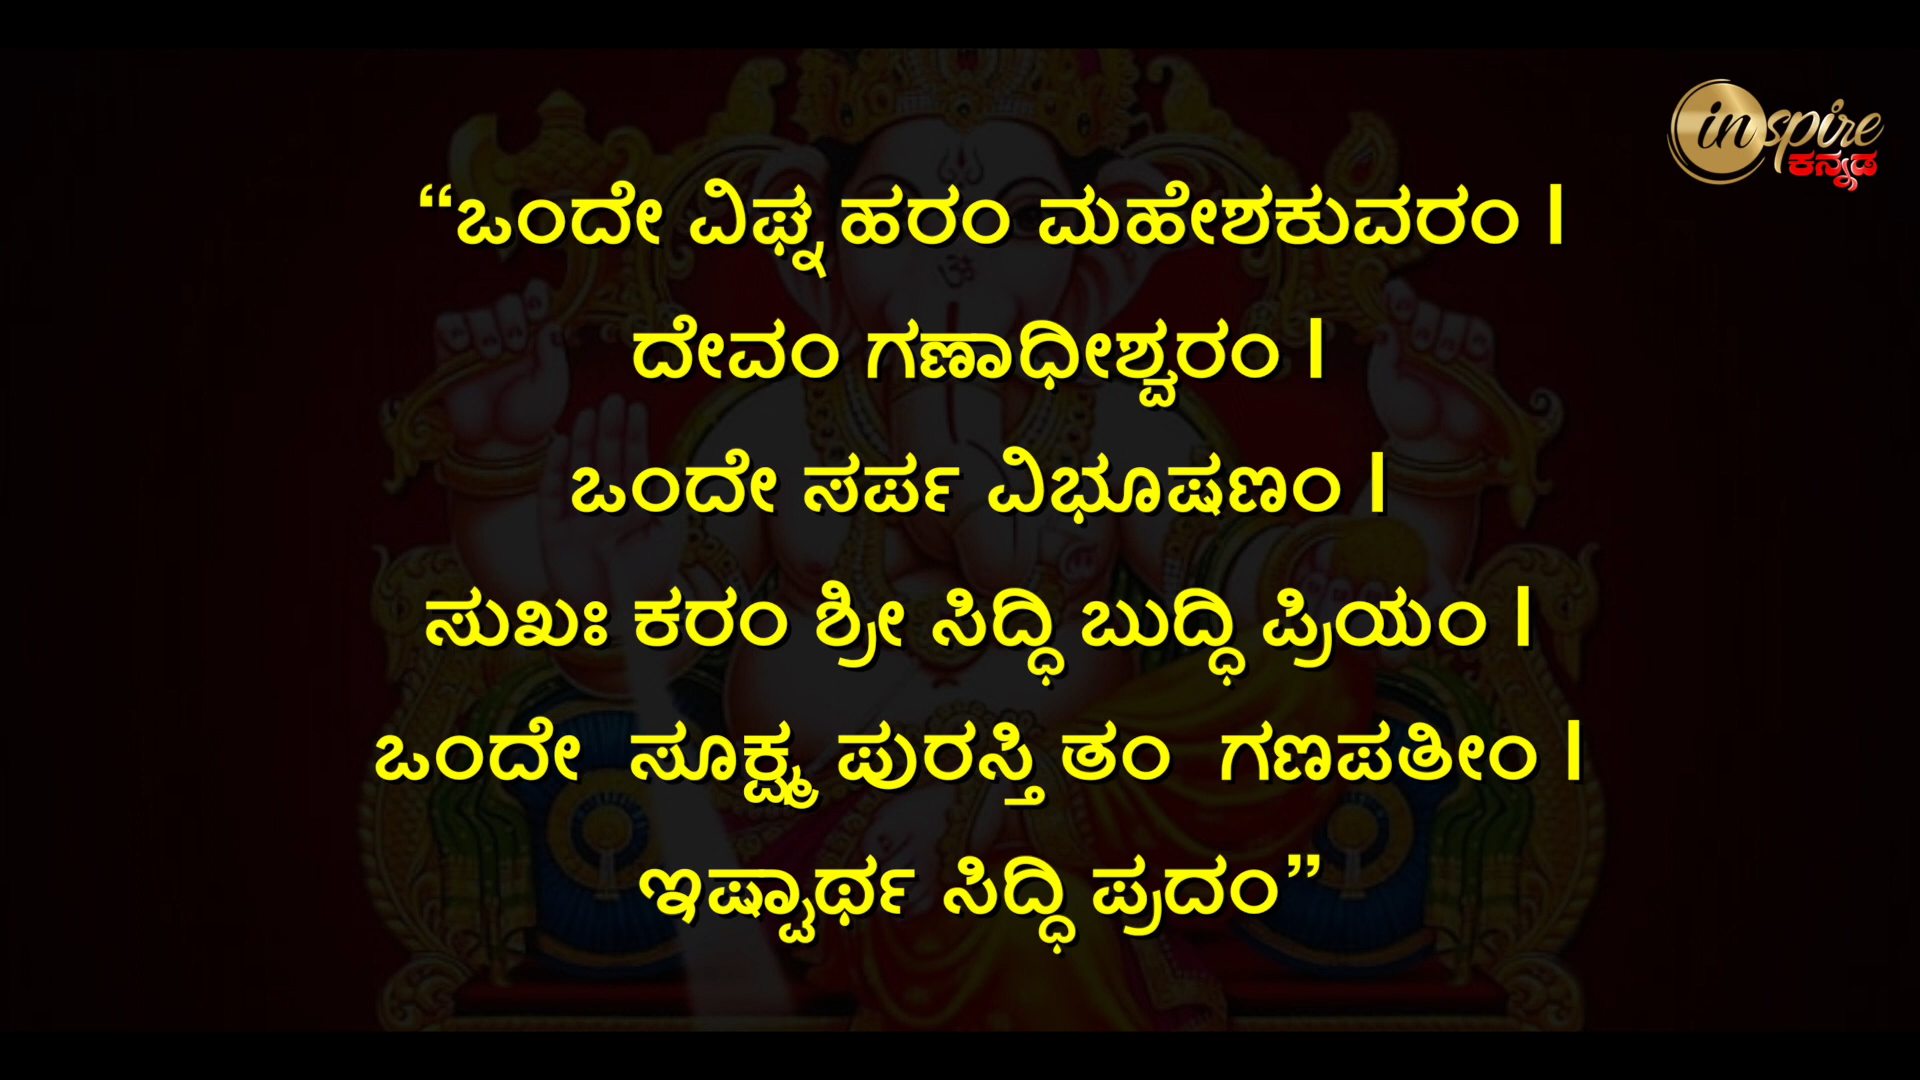 inspire
ಕನ್ನಡ
“ಒಂದೇ ವಿಘ್ನ ಹರಂ ಮಹೇಶಕುವರಂ ।
ದೇವಂ ಗಣಾಧೀಶ್ವರಂ ।
ಒಂದೇ ಸರ್ಪ ವಿಭೂಷಣಂ ।
ಸುಖಃ ಕರಂ ಶ್ರೀ ಸಿದ್ಧಿ ಬುದ್ಧಿ ಪ್ರಿಯಂ ।
ಒಂದೇ ಸೂಕ್ಷ್ಮ ಪುರಸ್ತಿ ತಂ ಗಣಪತೀಂ ।
ಇಷ್ಟಾರ್ಥ ಸಿದ್ಧಿ ಪ್ರದಂ”